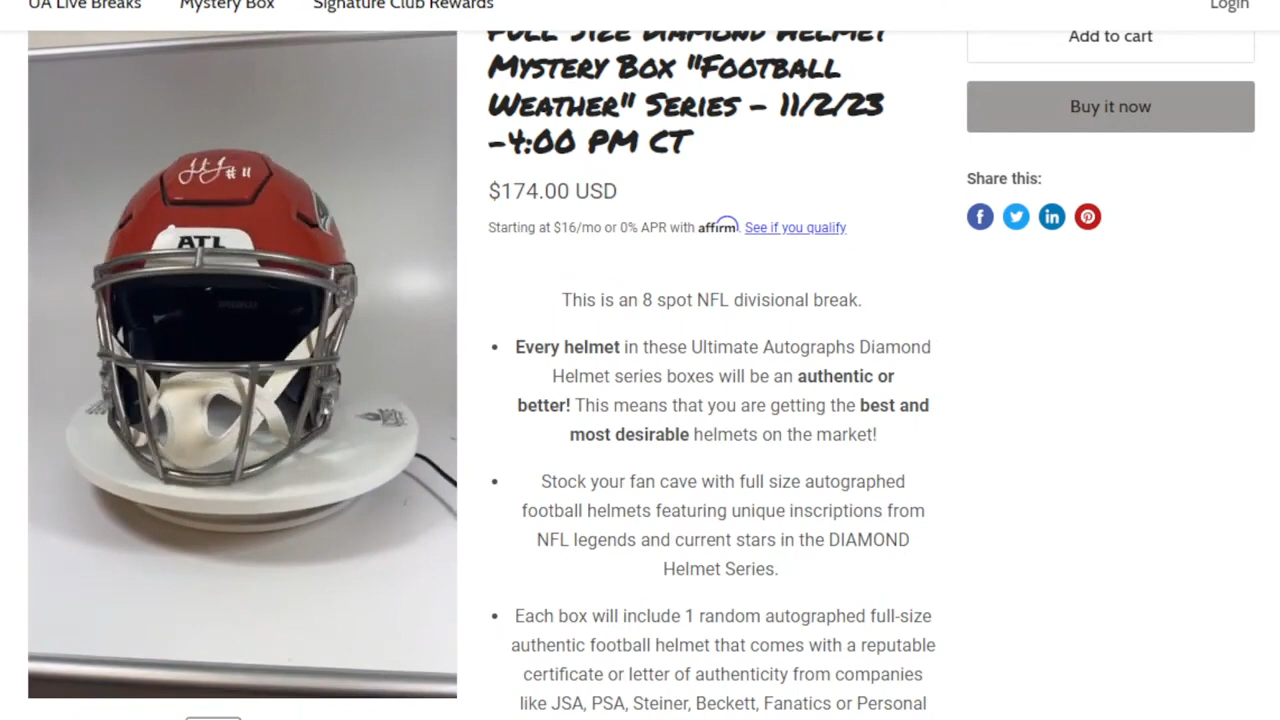 UA Live Breaks Mystery Box Signature Club Rewards Login
Full Size Diamond Helmet
Mystery Box "Football
Weather" Series - 11/2/23
-4:00 PM CT
$174.00 USD
Starting at $16/mo or 0% APR with affirm. See if you qualify
This is an 8 spot NFL divisional break.
• Every helmet in these Ultimate Autographs Diamond
Helmet series boxes will be an authentic or
better! This means that you are getting the best and
most desirable helmets on the market!
• Stock your fan cave with full size autographed
football helmets featuring unique inscriptions from
NFL legends and current stars in the DIAMOND
Helmet Series.
• Each box will include 1 random autographed full-size
authentic football helmet that comes with a reputable
certificate or letter of authenticity from companies
like JSA, PSA, Steiner, Beckett, Fanatics or Personal
Add to cart
Buy it now
Share this:
#11
ATL